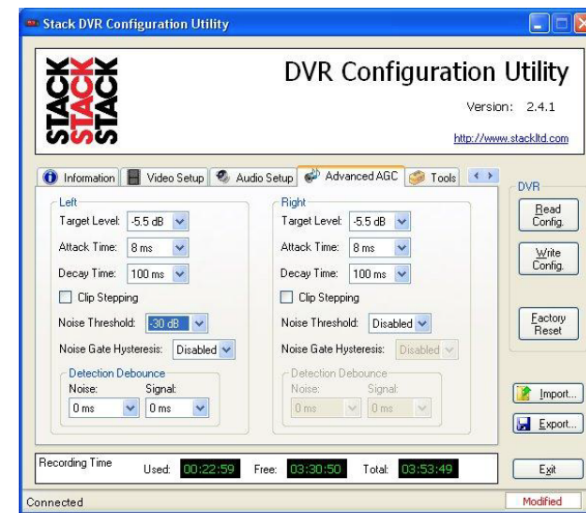 Stack DVR Configuration Utility
STACK
STACK
STACK
DVR Configuration Utility
Version: 2.4.1
http://www.stackltd.com
Information Video Setup Audio Setup Advanced AGC Tools
Left
Target Level: -5.5 dB
Attack Time: 8 ms
Decay Time: 100 ms
Clip Stepping
Noise Threshold: -30 dB
Noise Gate Hysteresis: Disabled
Detection Debounce
Noise: Signal:
0 ms 0 ms
Right
Target Level: -5.5 dB
Attack Time: 8 ms
Decay Time: 100 ms
Clip Stepping
Noise Threshold: Disabled
Noise Gate Hysteresis: Disabled
Detection Debounce
Noise: Signal:
0 ms 0 ms
DVR
Read
Config.
Write
Config.
Factory
Reset
Import...
Export...
Recording Time Used: 00:22:59 Free: 03:30:50 Total: 03:53:49
Exit
Connected Modified